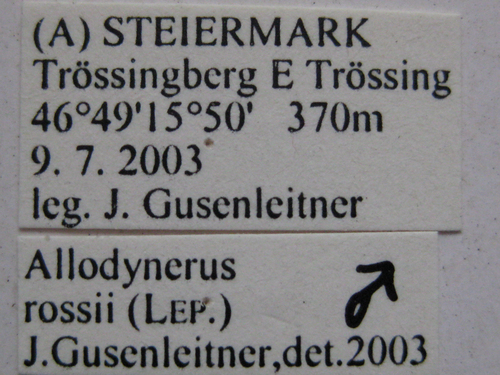 (A) STEIERMARK
Trössingberg E Trössing
46°49'15°50' 370m
9. 7. 2003
leg. J. Gusenleitner
Allodynerus
rossii (LEP.) ♂
J.Gusenleitner,det.2003